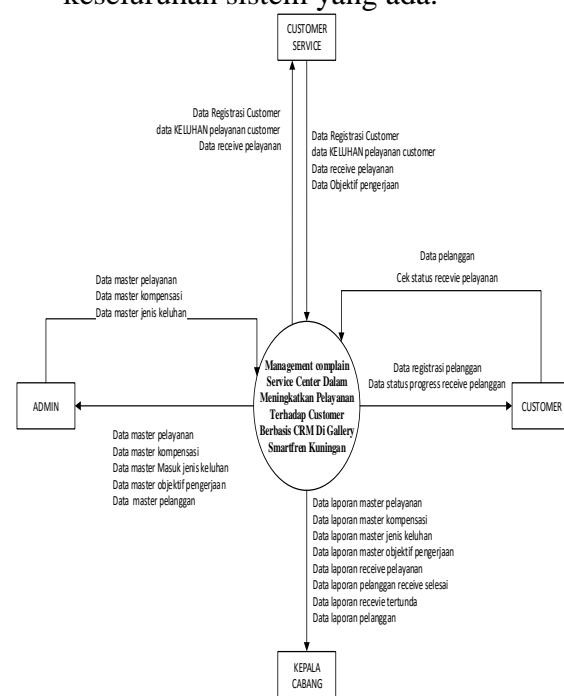 keseluruhan sistem yang ada.
CUSTOMER
SERVICE
Data Registrasi Customer
data KELUHAN pelayanan customer
Data receive pelayanan
Data Registrasi Customer
data KELUHAN pelayanan customer
Data receive pelayanan
Data Objektif pengerjaan
Data pelanggan
Cek status recevie pelayanan
Data master pelayanan
Data master kompensasi
Data master jenis keluhan
Management complain
Service Center Dalam
Meningkatkan Pelayanan
Terhadap Customer
Berbasis CRM Di Gallery
Smartfren Kuningan
Data registrasi pelanggan
Data status progress receive pelanggan
ADMIN
CUSTOMER
Data master pelayanan
Data master kompensasi
Data master Masuk jenis keluhan
Data master objektif pengerjaan
Data master pelanggan
Data laporan master pelayanan
Data laporan master kompensasi
Data laporan master jenis keluhan
Data laporan master objektif pengerjaan
Data laporan receive pelayanan
Data laporan pelanggan receive selesai
Data laporan recevie tertunda
Data laporan pelanggan
KEPALA
CABANG